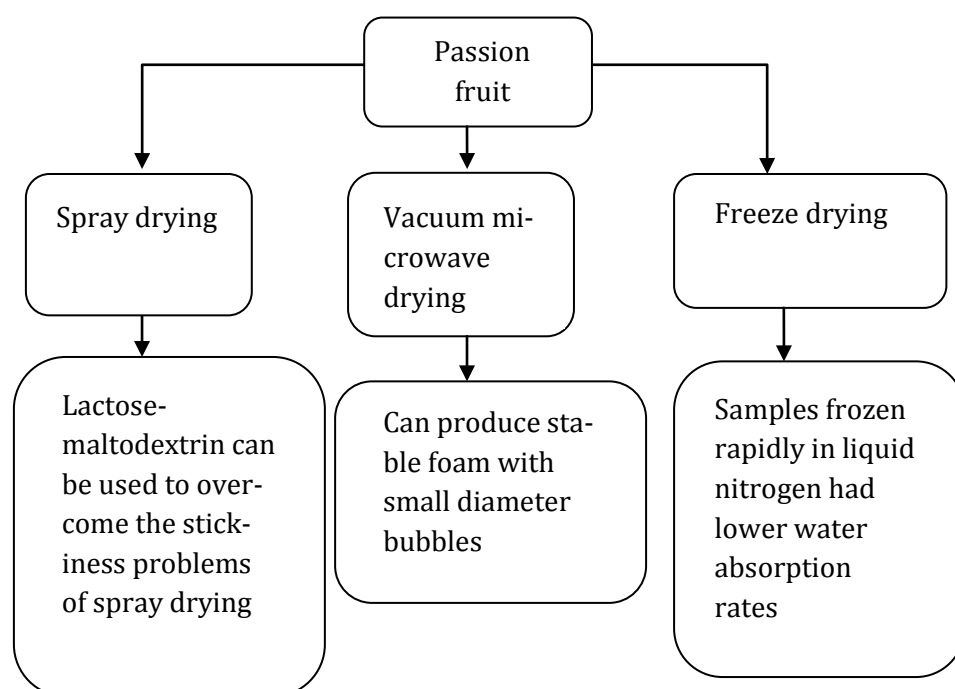 Passion
fruit
Spray drying
Vacuum mi-
crowave
drying
Freeze drying
Lactose-
maltodextrin can
be used to over-
come the stick-
iness problems
of spray drying
Can produce sta-
ble foam with
small diameter
bubbles
Samples frozen
rapidly in liquid
nitrogen had
lower water
absorption
rates